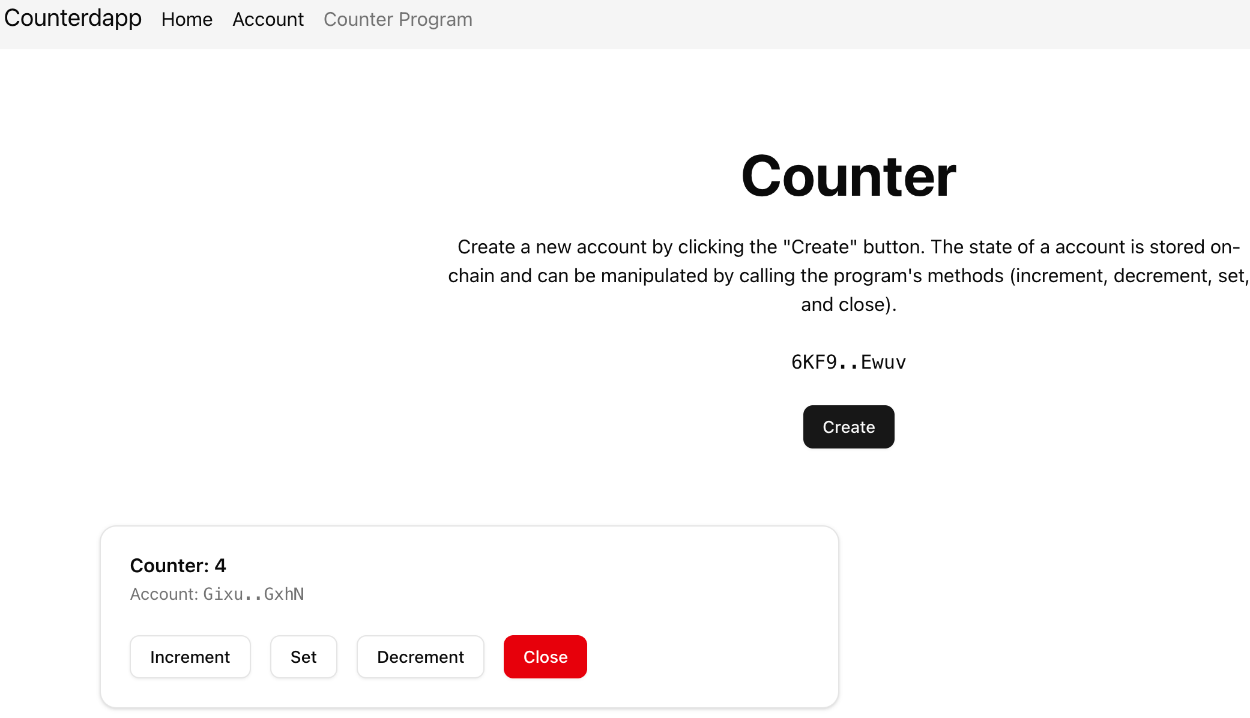 Counterdapp Home Account Counter Program
Counter
Create a new account by clicking the "Create" button. The state of a account is stored on-
chain and can be manipulated by calling the program's methods (increment, decrement, set,
and close).
6KF9..Ewuv
Create
Counter: 4
Account: Gixu..GxhN
Increment Set Decrement Close